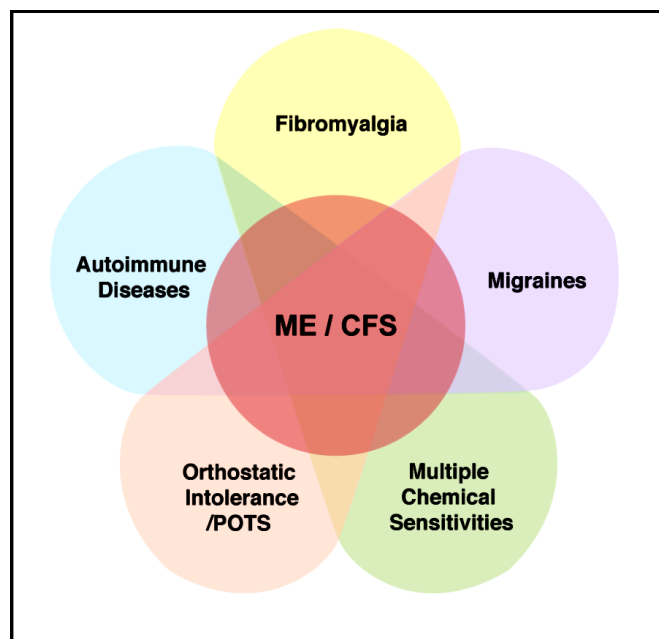 Fibromyalgia
Autoimmune
Diseases
Migraines
ME / CFS
Orthostatic
Intolerance
/POTS
Multiple
Chemical
Sensitivities